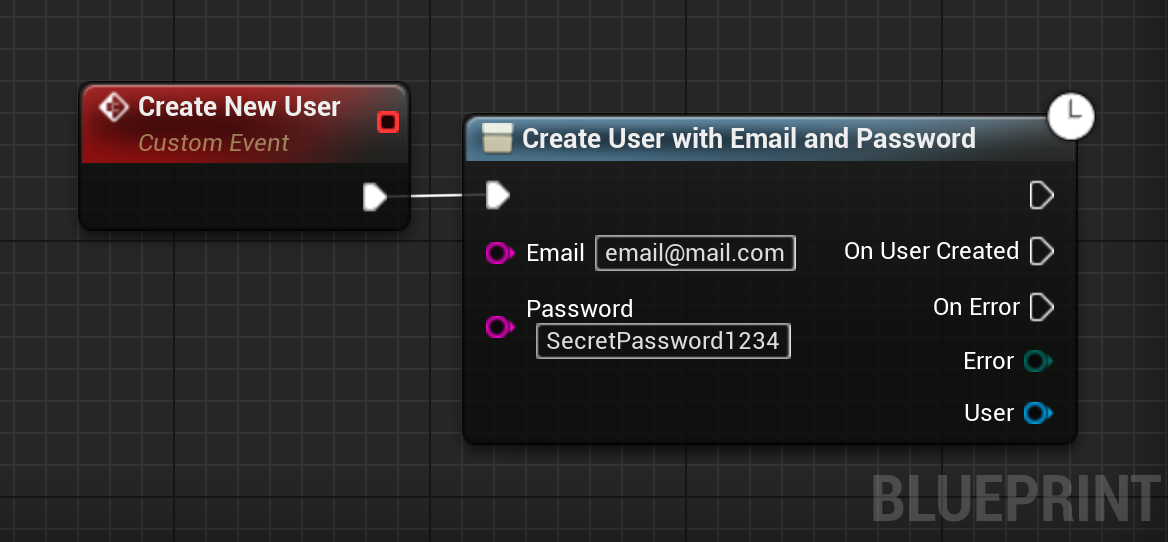 Create New User
Custom Event
Create User with Email and Password
Email email@mail.com
On User Created
Password
SecretPassword1234
On Error
Error
User
BLUEPRINT